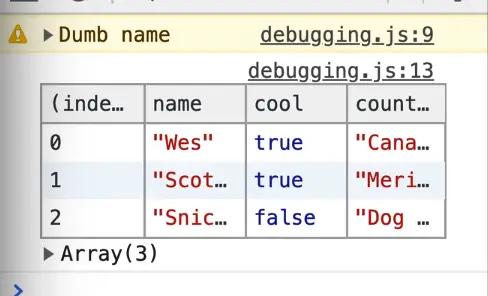 Dumb name debugging.js:9
debugging.js:13
(inde… name cool count…
0 "Wes" true "Cana…
1 "Scot… true "Meri…
2 "Snic… false "Dog …
Array(3)